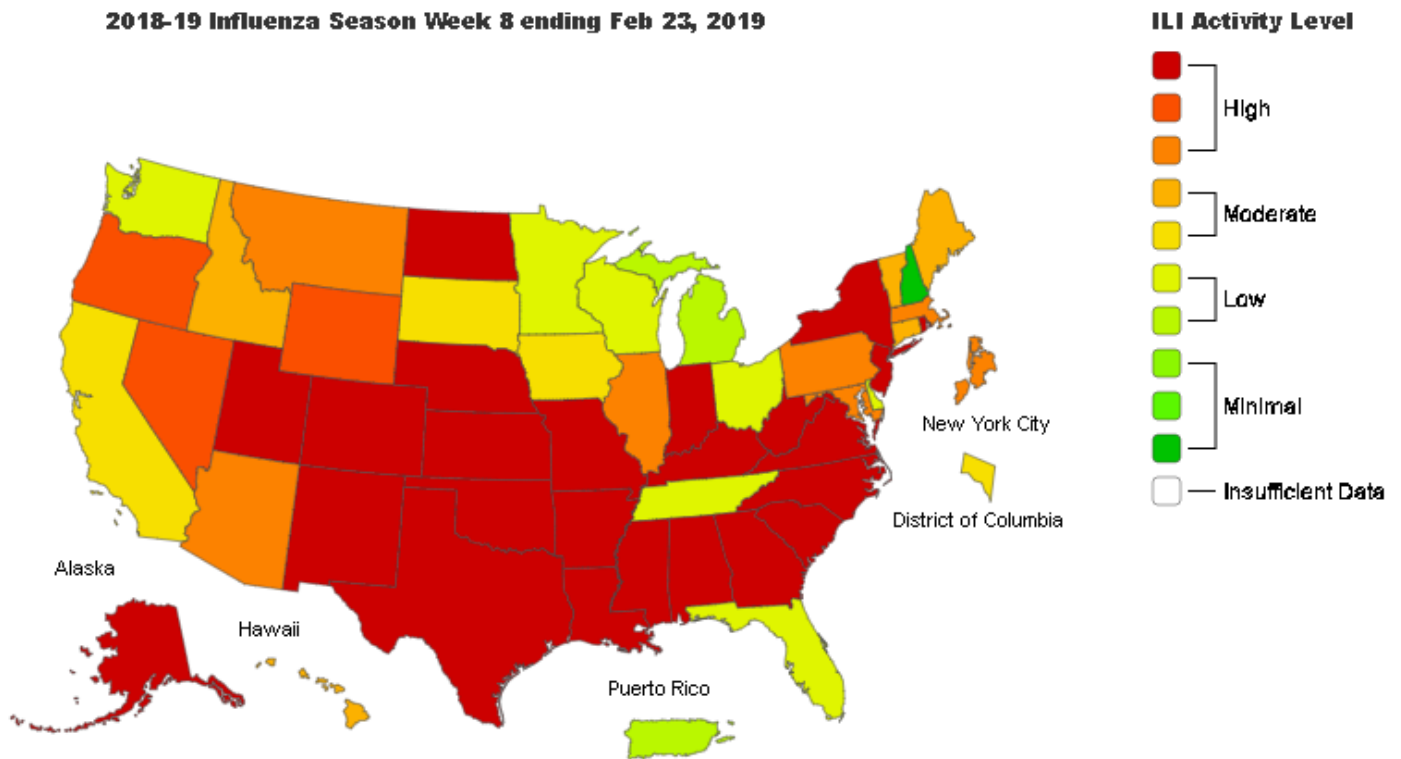 2018-19 Influenza Season Week 8 ending Feb 23, 2019
ILI Activity Level
High
Moderate
Low
Minimal
Insufficient Data
New York City
District of Columbia
Alaska
Hawaii
Puerto Rico